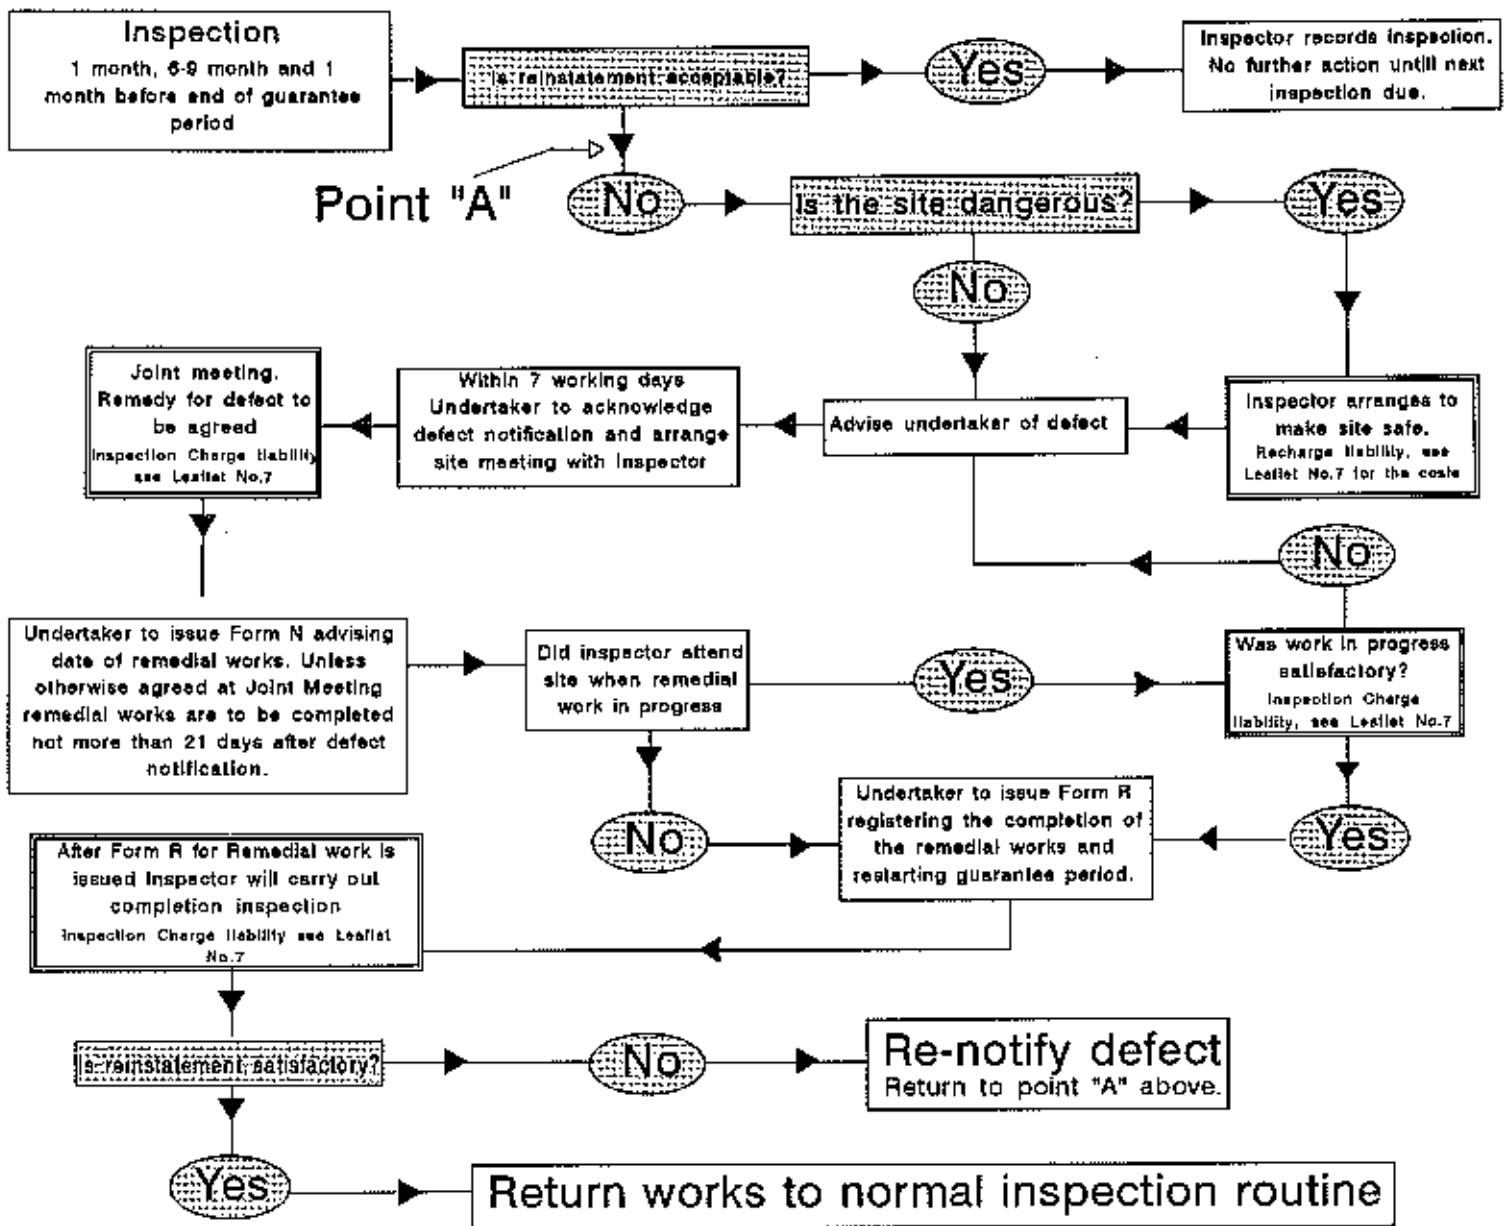 Inspection
1 month, 6-9 month and 1
month before end of guarantee
period
Is reinstatement acceptable?
Yes
Inspector records inspection.
No further action untill next
inspection due.
Point "A"
No
Is the site dangerous?
Yes
No
Joint meeting.
Remedy for defect to
be agreed
Inspection Charge liability
see Leaflet No.7
Within 7 working days
Undertaker to acknowledge
defect notification and arrange
site meeting with Inspector
Advise undertaker of defect
Inspector arranges to
make site safe.
Recharge liability, see
Leaflet No.7 for the costs
No
Undertaker to issue Form N advising
date of remedial works. Unless
otherwise agreed at Joint Meeting
remedial works are to be completed
not more than 21 days after defect
notification.
Did inspector attend
site when remedial
work in progress
Yes
Was work in progress
satisfactory?
Inspection Charge
liability, see Leaflet No.7
No
Undertaker to issue Form R
registering the completion of
the remedial works and
restarting guarantee period.
Yes
After Form R for Remedial work is
issued Inspector will carry out
completion inspection
Inspection Charge liability see Leaflet
No.7
Is reinstatement satisfactory?
No
Re-notify defect
Return to point "A" above.
Yes
Return works to normal inspection routine